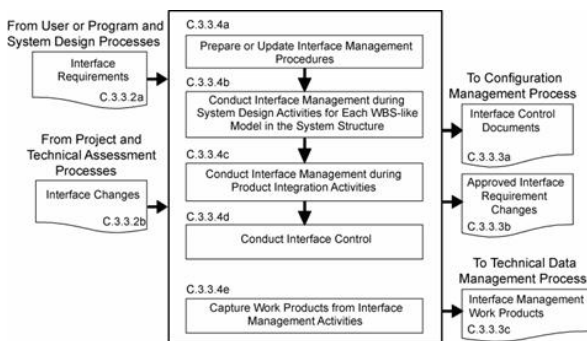 From User or Program and
System Design Processes
Interface
Requirements
C.3.3.2a
From Project and
Technical Assessment
Processes
Interface Changes
C.3.3.2b
C.3.3.4a
Prepare or Update Interface Management
Procedures
C.3.3.4b
Conduct Interface Management during
System Design Activities for Each WBS-like
Model in the System Structure
C.3.3.4c
Conduct Interface Management during
Product Integration Activities
C.3.3.4d
Conduct Interface Control
C.3.3.4e
Capture Work Products from Interface
Management Activities
To Configuration
Management Process
Interface Control
Documents
C.3.3.3a
Approved Interface
Requirement
Changes
C.3.3.3b
To Technical Data
Management Process
Interface Management
Work Products
C.3.3.3c